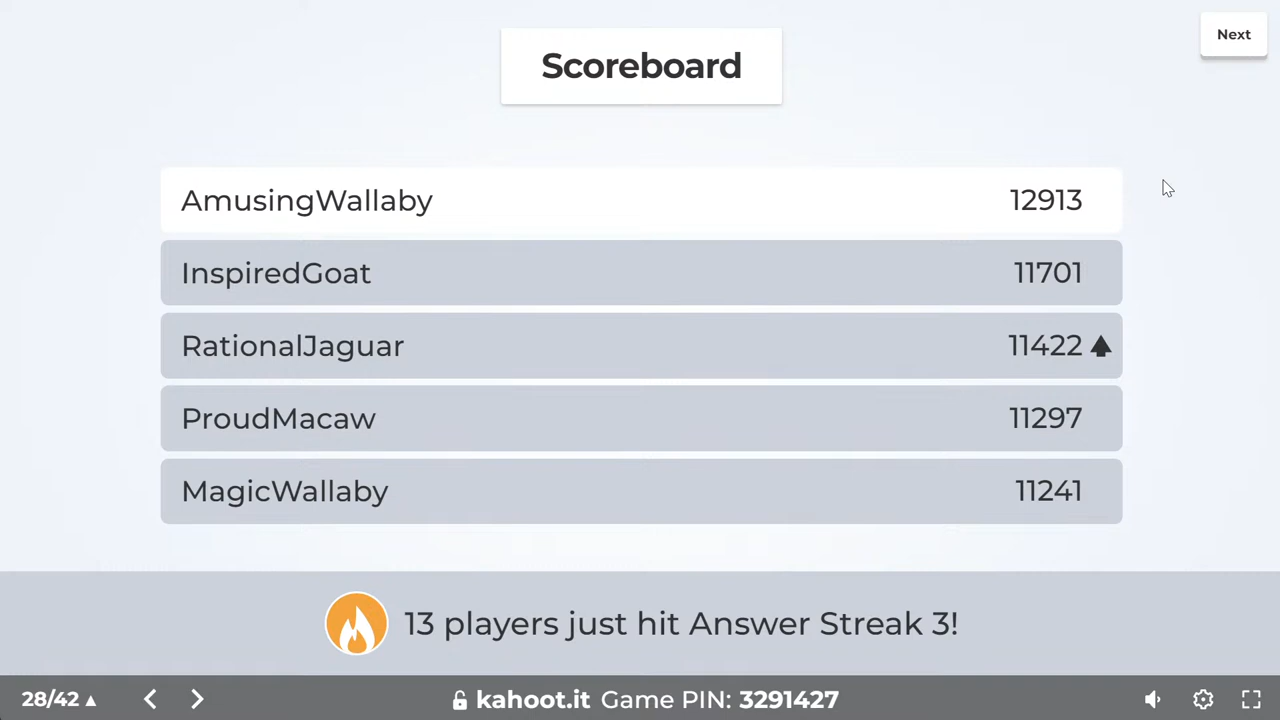 Scoreboard
Next
AmusingWallaby 12913
InspiredGoat 11701
RationalJaguar 11422
ProudMacaw 11297
MagicWallaby 11241
13 players just hit Answer Streak 3!
28/42 kahoot.it Game PIN: 3291427